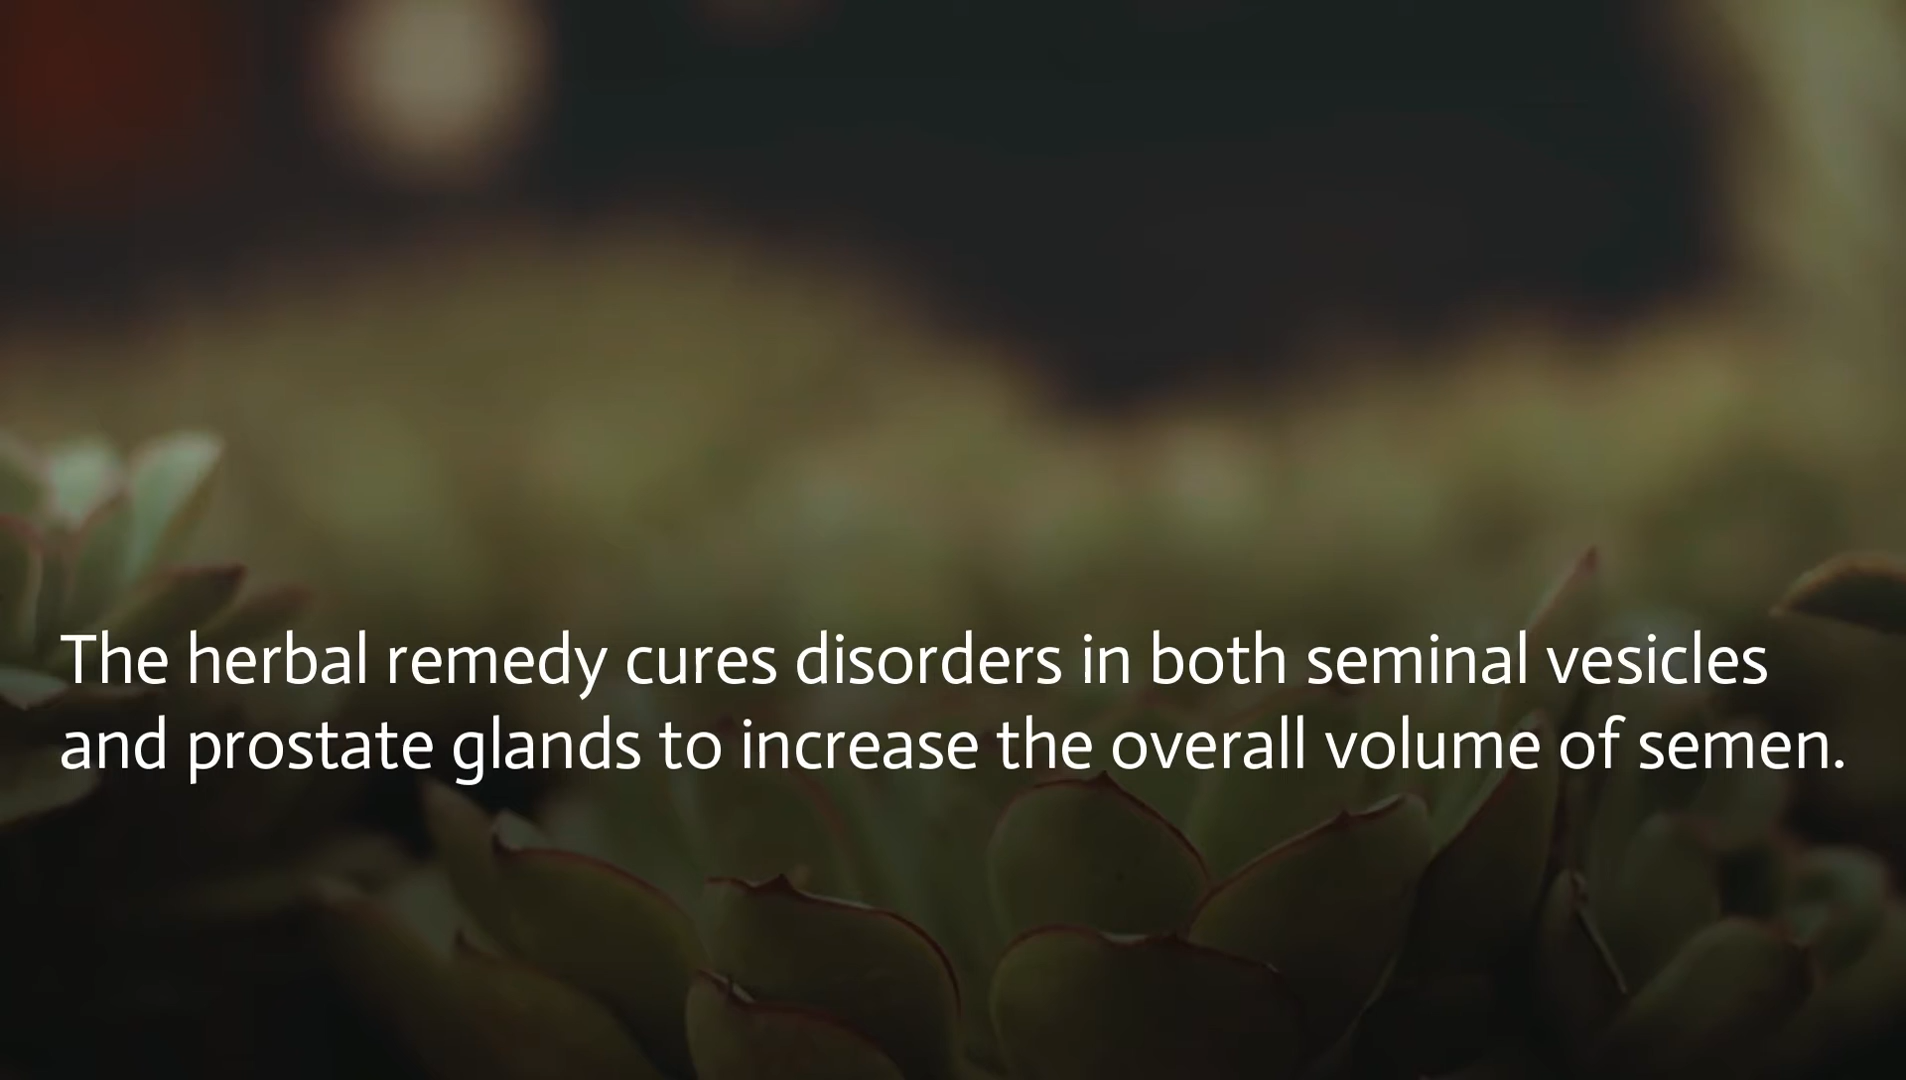 The herbal remedy cures disorders in both seminal vesicles
and prostate glands to increase the overall volume of semen.